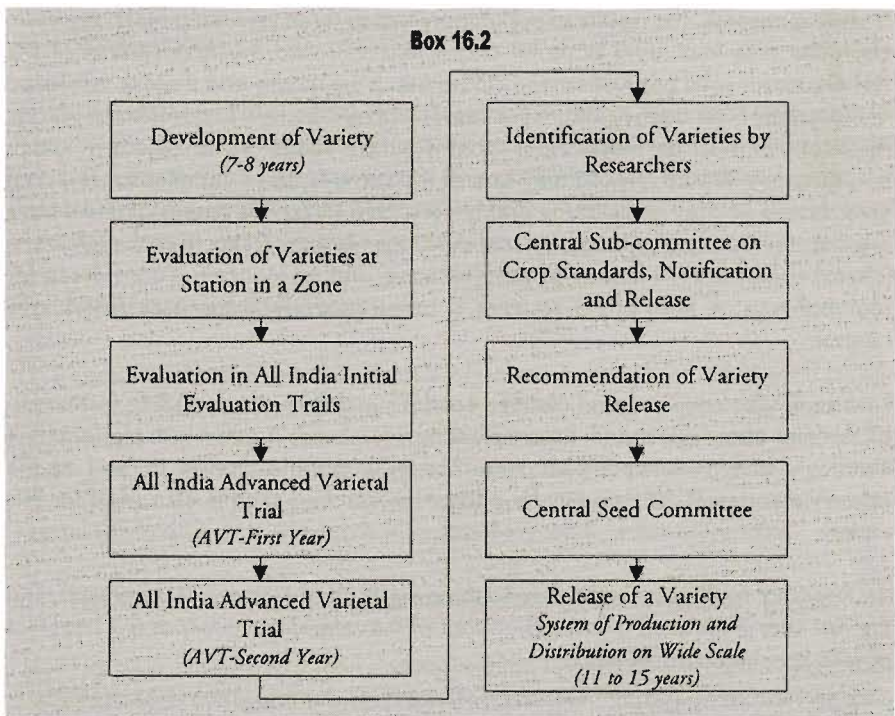 Box 16.2
Development of Variety
(7-8 years)
Evaluation of Varieties at
Station in a Zone
Evaluation in All India Initial
Evaluation Trails
All India Advanced Varietal
Trial
(AVT-First Year)
All India Advanced Varietal
Trial
(AVT-Second Year)
Identification of Varieties by
Researchers
Central Sub-committee on
Crop Standards, Notification
and Release
Recommendation of Variety
Release
Central Seed Committee
Release of a Variety
System of Production and
Distribution on Wide Scale
(11 to 15 years)